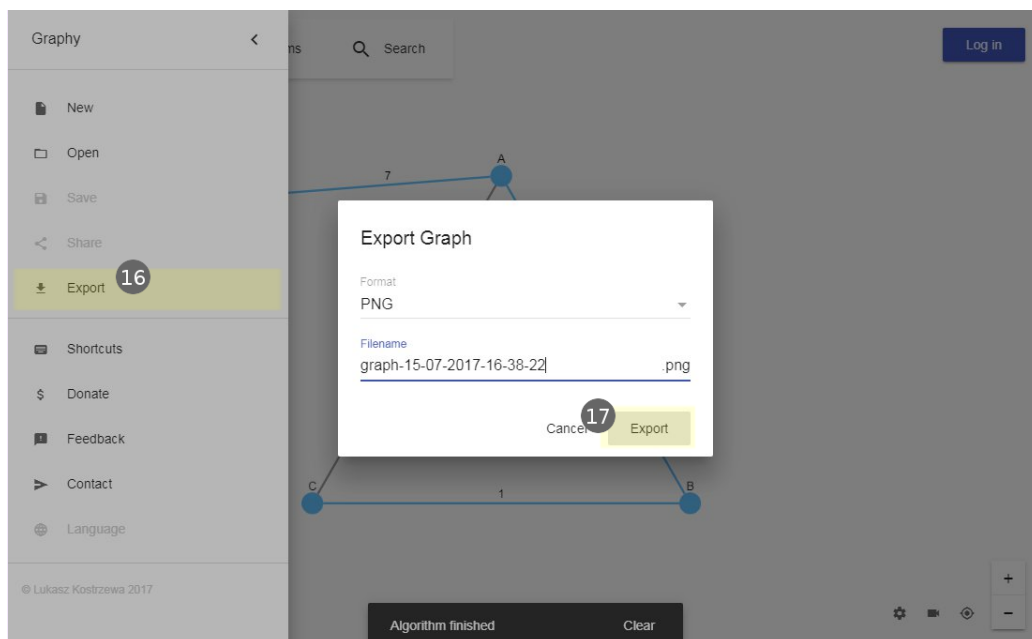 Graphy
ms
Search
Log in
New
Open
Save
Share
Export
16
Shortcuts
Donate
Feedback
Contact
Language
© Lukasz Kostrzewa 2017
A
7
Export Graph
Format
PNG
Filename
graph-15-07-2017-16-38-22 .png
Cancel
17
Export
C
1
B
Algorithm finished Clear
+
−